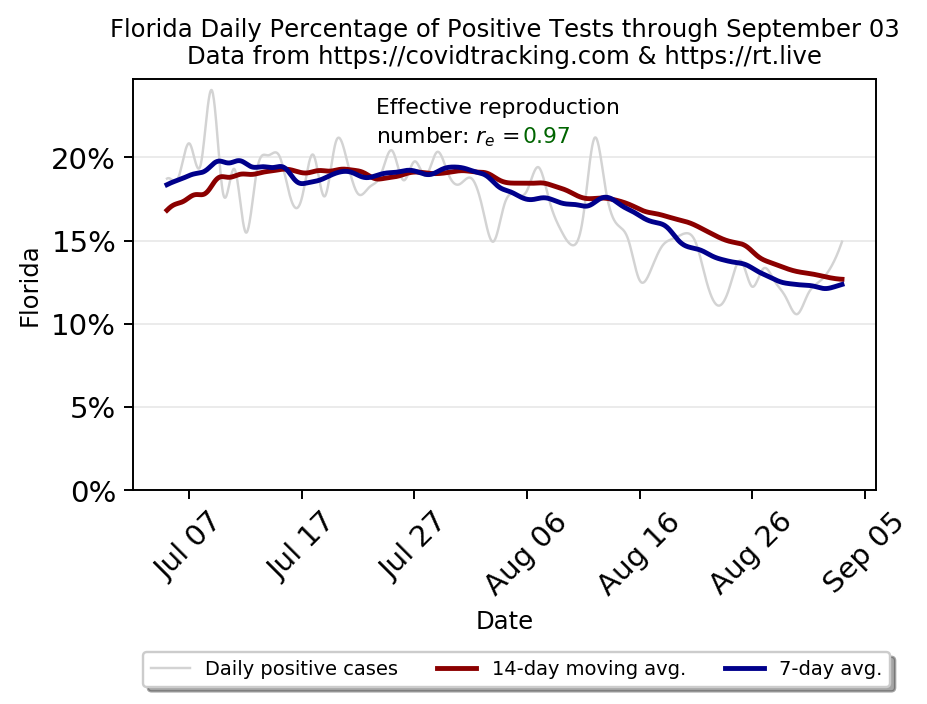 Florida Daily Percentage of Positive Tests through September 03
Data from https://covidtracking.com & https://rt.live
Effective reproduction
number: rₑ =0.97
20%
15%
10%
5%
0%
Florida
Jul 07
Jul 17
Jul 27
Aug 06
Aug 16
Aug 26
Sep 05
Date
Daily positive cases
14-day moving avg.
7-day avg.